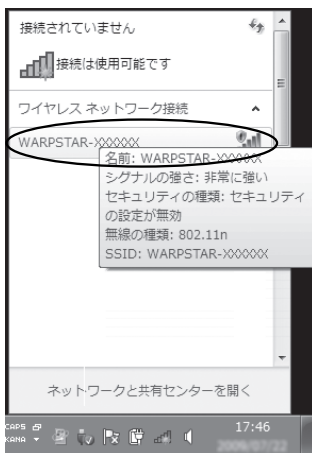 接続されていません
接続は使用可能です
ワイヤレス ネットワーク接続
WARPSTAR-XXXXXX
名前: WARPSTAR-XXXXXX
シグナルの強さ: 非常に強い
セキュリティの種類: セキュリティ
の設定が無効
無線の種類: 802.11n
SSID: WARPSTAR-XXXXXX
ネットワークと共有センターを開く
CAPS
KANA
17:46
2009/07/22